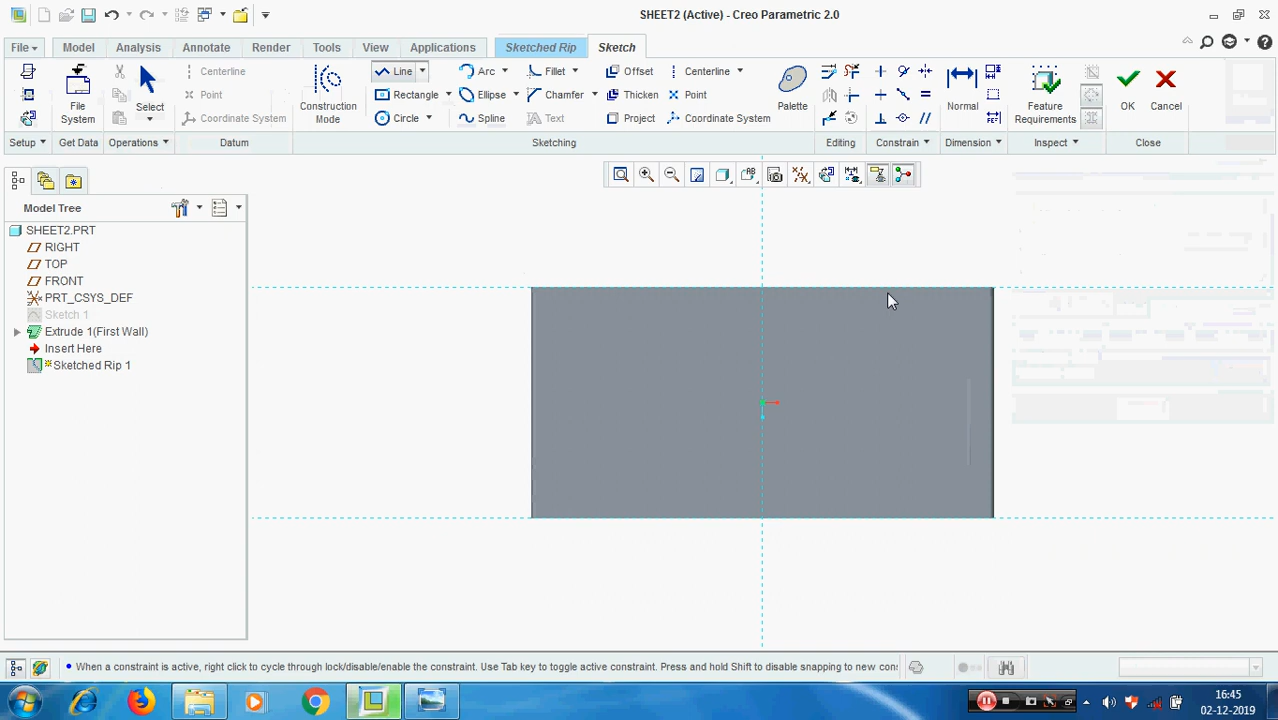 SHEET2 (Active) - Creo Parametric 2.0
File Model Analysis Annotate Render Tools View Applications Sketched Rip Sketch
Centerline Line Arc Fillet Offset Centerline
Point Rectangle Ellipse Chamfer Thicken Point
File System Select Construction Mode Palette Normal Feature Requirements OK Cancel
Coordinate System Circle Spline Text Project Coordinate System
Setup Get Data Operations Datum Sketching Editing Constrain Dimension Inspect Close
Model Tree
SHEET2.PRT
RIGHT
TOP
FRONT
PRT_CSYS_DEF
Sketch 1
Extrude 1(First Wall)
Insert Here
Sketched Rip 1
When a constraint is active, right click to cycle through lock/disable/enable the constraint. Use Tab key to toggle active constraint. Press and hold Shift to disable snapping to new con
16:45
02-12-2019